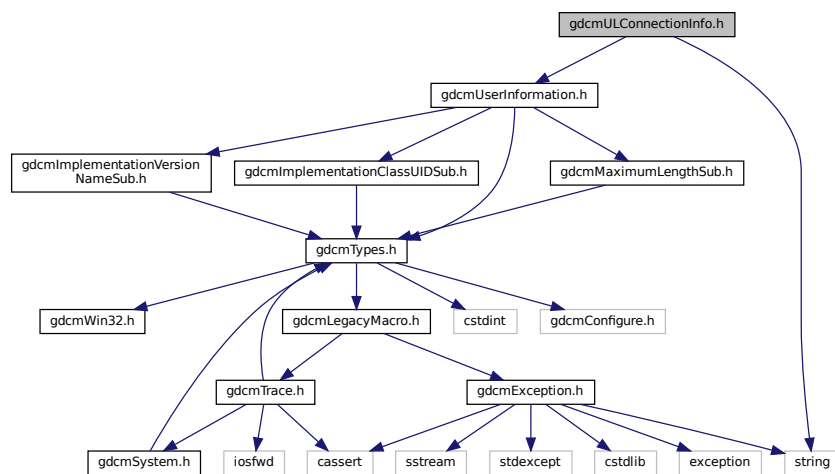 gdcmULConnectionInfo.h
gdcmUserInformation.h
gdcmImplementationVersion
NameSub.h
gdcmImplementationClassUIDSub.h
gdcmMaximumLengthSub.h
gdcmTypes.h
gdcmWin32.h
gdcmLegacyMacro.h
cstdint
gdcmConfigure.h
gdcmTrace.h
gdcmException.h
gdcmSystem.h
iosfwd
cassert
sstream
stdexcept
cstdlib
exception
string